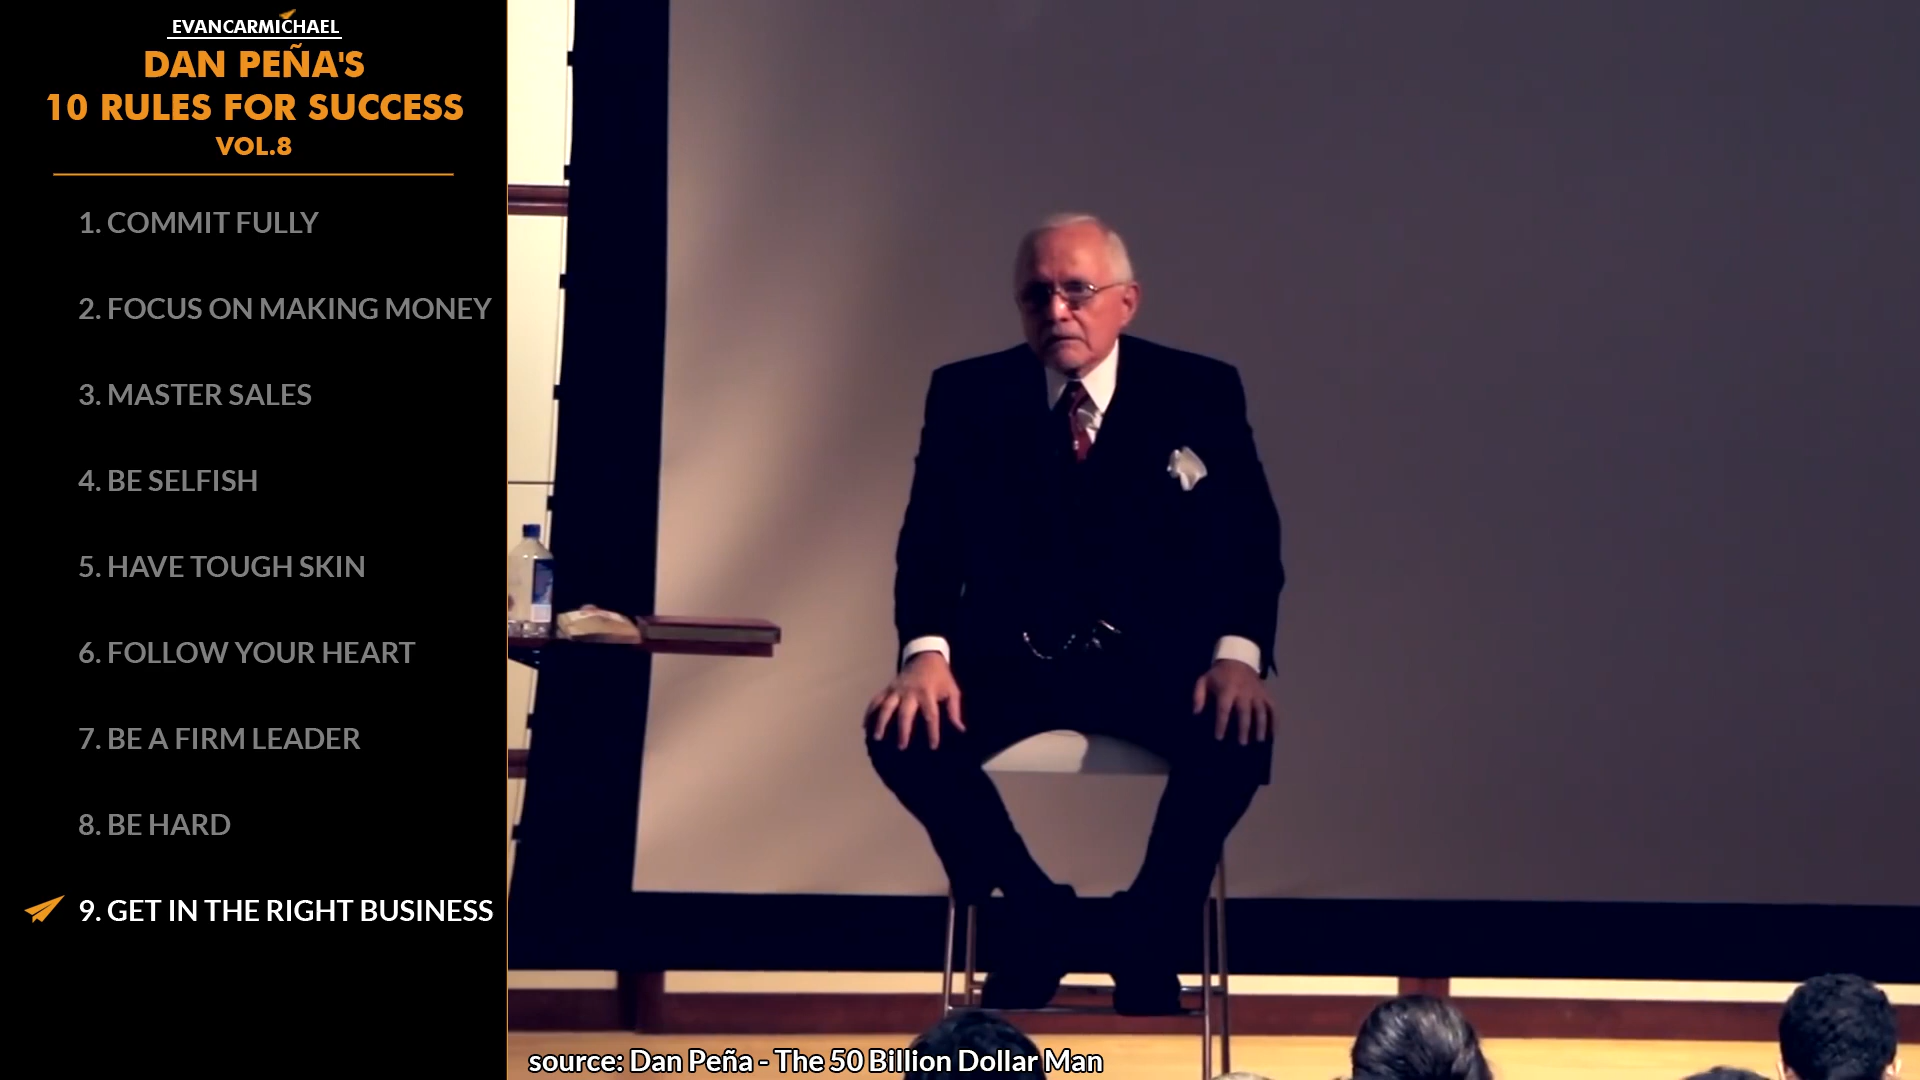 EVANCARMICHAEL
DAN PEÑA'S
10 RULES FOR SUCCESS
VOL.8
1. COMMIT FULLY
2. FOCUS ON MAKING MONEY
3. MASTER SALES
4. BE SELFISH
5. HAVE TOUGH SKIN
6. FOLLOW YOUR HEART
7. BE A FIRM LEADER
8. BE HARD
9. GET IN THE RIGHT BUSINESS
source: Dan Peña - The 50 Billion Dollar Man